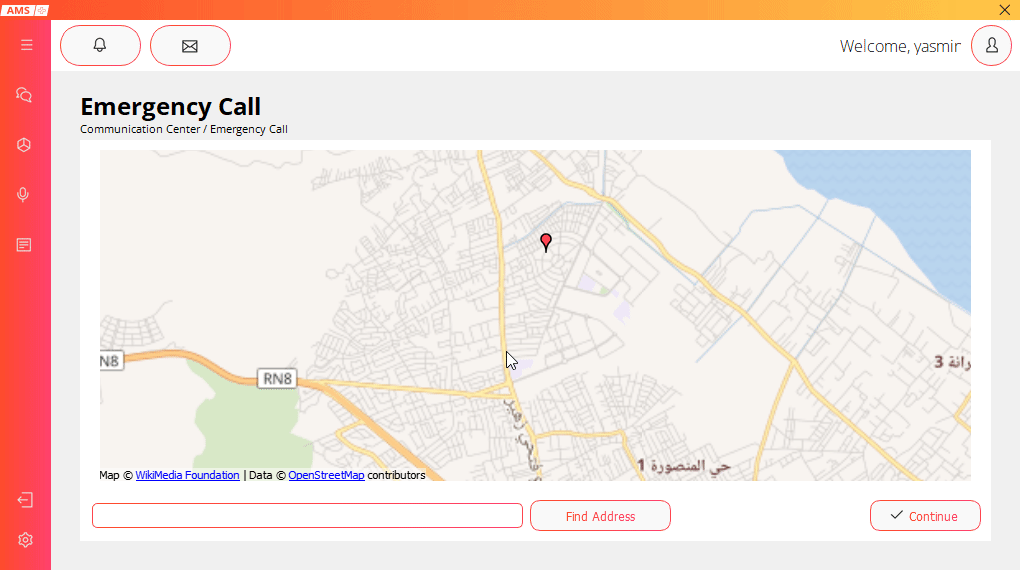 AMS
Welcome, yasmir
Emergency Call
Communication Center / Emergency Call
N8
RN8
رانة 3
حي المنصورة 1
Map © WikiMedia Foundation | Data © OpenStreetMap contributors
Find Address
Continue